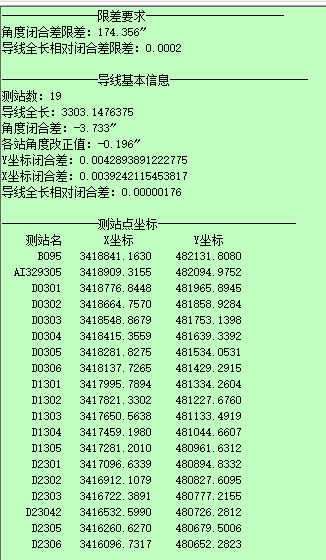 限差要求
角度闭合差限差: 174.356″
导线全长相对闭合差限差: 0.0002
导线基本信息
测站数: 19
导线全长: 3303.1476375
角度闭合差: -3.733″
各站角度改正值: -0.196″
Y坐标闭合差: 0.0042893891222775
X坐标闭合差: 0.0039242115453817
导线全长相对闭合差: 0.00000176
测站点坐标
测站名 X坐标 Y坐标
B095 3418841.1630 482131.8080
AI329305 3418909.3155 482094.9752
D0301 3418776.8448 481965.8945
D0302 3418664.7570 481858.9284
D0303 3418548.8679 481753.1398
D0304 3418415.3559 481639.3392
D0305 3418281.8275 481534.0531
D0306 3418137.7265 481429.2915
D1301 3417995.7894 481334.2604
D1302 3417821.3302 481227.6760
D1303 3417650.5638 481133.4919
D1304 3417459.1980 481044.6607
D1305 3417281.2010 480961.6312
D2301 3417096.6339 480894.8332
D2302 3416912.1079 480827.6095
D2303 3416722.3891 480777.2155
D23042 3416532.5990 480726.2812
D2305 3416260.6270 480679.5006
D2306 3416096.7317 480652.2823